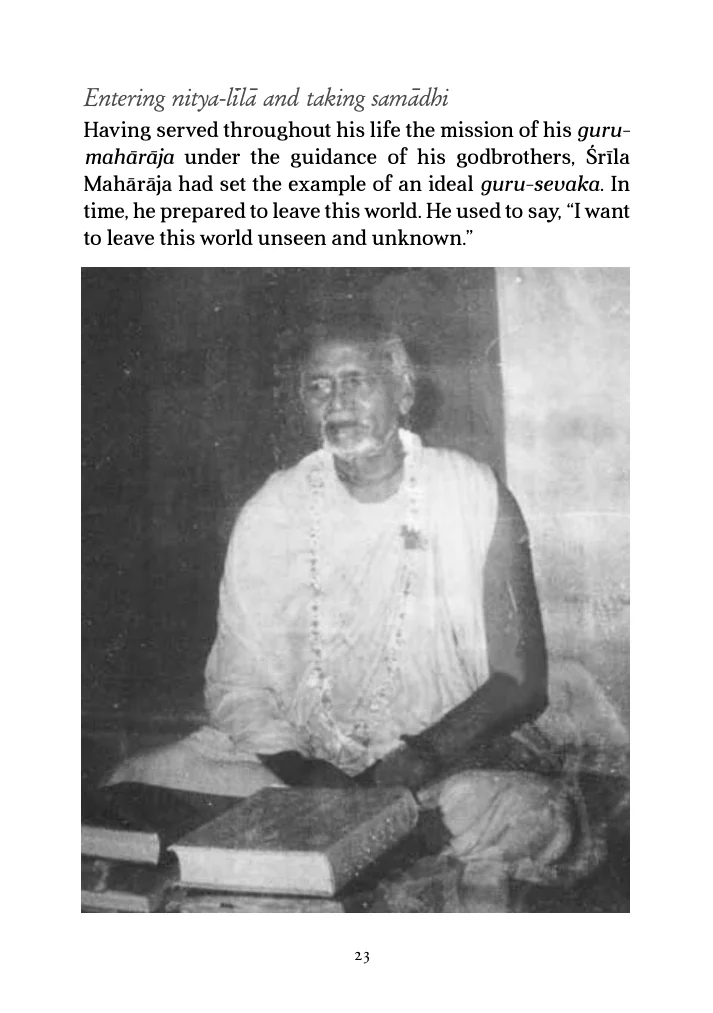 Entering nitya-līlā and taking samādhi
Having served throughout his life the mission of his guru-
mahārāja under the guidance of his godbrothers, Śrīla
Mahārāja had set the example of an ideal guru-sevaka. In
time, he prepared to leave this world. He used to say, “I want
to leave this world unseen and unknown.”
23